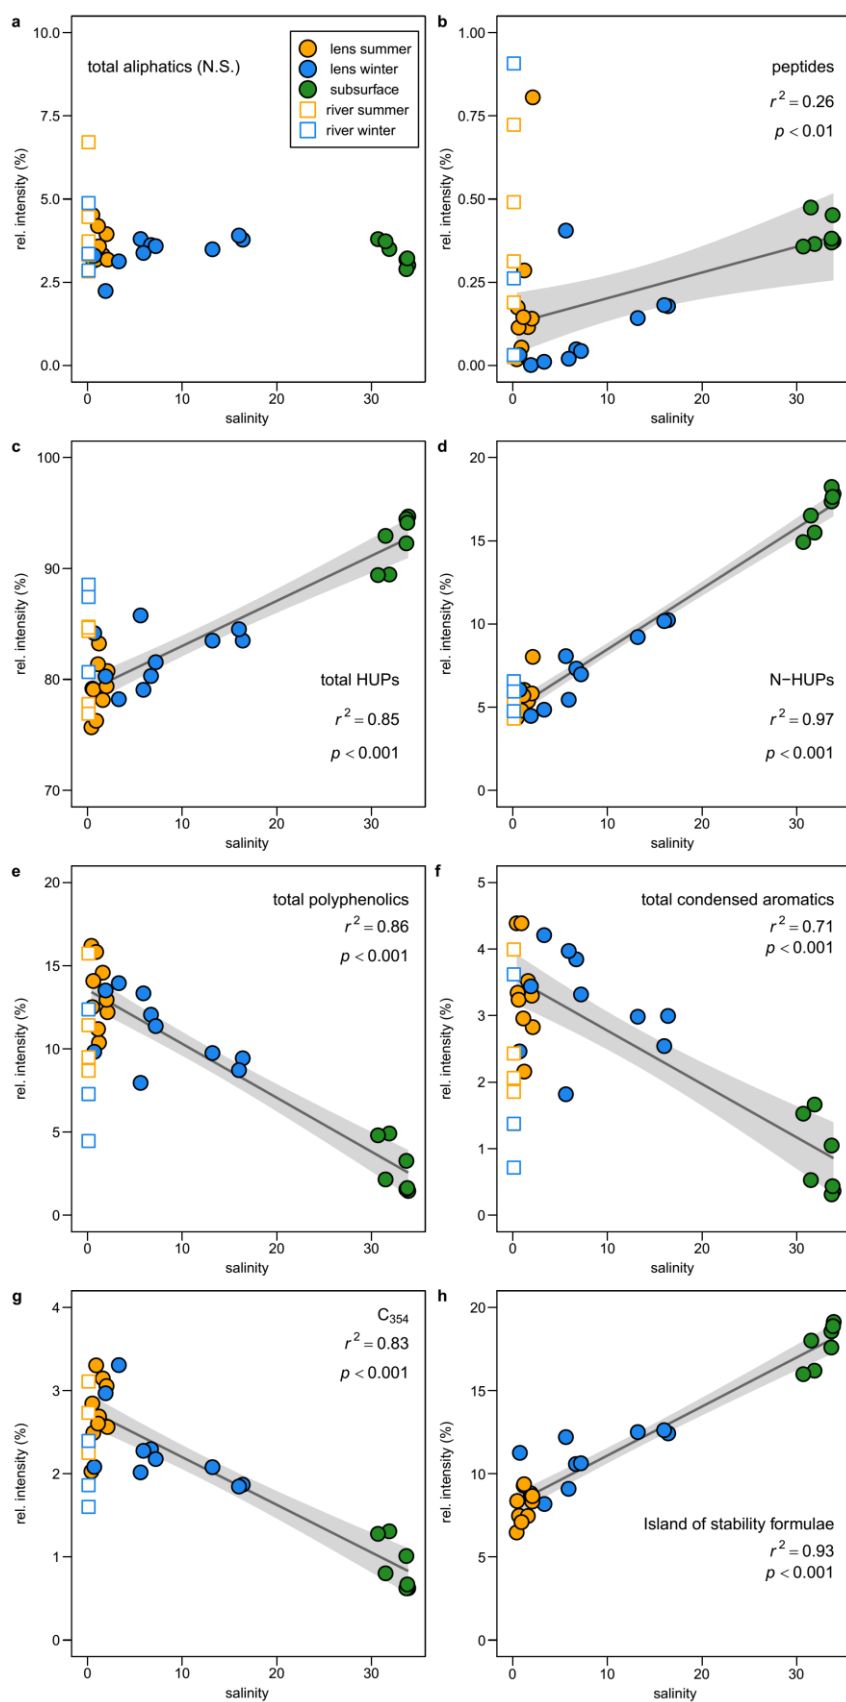 a
total aliphatics (N.S.)
lens summer
lens winter
subsurface
river summer
river winter
10.0
7.5
5.0
2.5
0.0
rel. intensity (%)
0
10
20
30
salinity
b
peptides
r² = 0.26
p < 0.01
1.00
0.75
0.50
0.25
0.00
rel. intensity (%)
0
10
20
30
salinity
c
total HUPs
r² = 0.85
p < 0.001
100
90
80
70
rel. intensity (%)
0
10
20
30
salinity
d
N−HUPs
r² = 0.97
p < 0.001
20
15
10
5
0
rel. intensity (%)
0
10
20
30
salinity
e
total polyphenolics
r² = 0.86
p < 0.001
20
15
10
5
0
rel. intensity (%)
0
10
20
30
salinity
f
total condensed aromatics
r² = 0.71
p < 0.001
5
4
3
2
1
0
rel. intensity (%)
0
10
20
30
salinity
g
C₃₅₄
r² = 0.83
p < 0.001
4
3
2
1
0
rel. intensity (%)
0
10
20
30
salinity
h
Island of stability formulae
r² = 0.93
p < 0.001
20
15
10
5
0
rel. intensity (%)
0
10
20
30
salinity